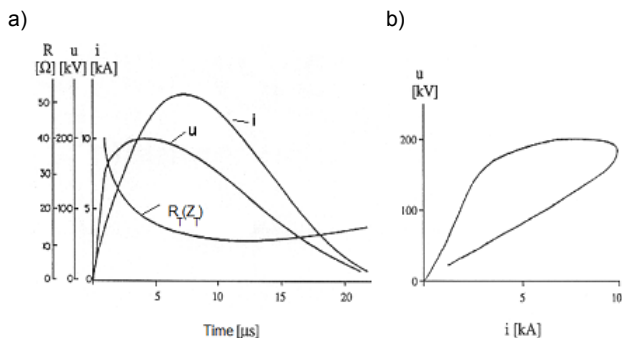 a)
R u i
[Ω] [kV] [kA]
50
40 200 10
30
20 100 5
10
0 0 0
i
u
R_T(Z_T)
5 10 15 20
Time [µs]
b)
u
[kV]
200
100
0
0 5 10
i [kA]